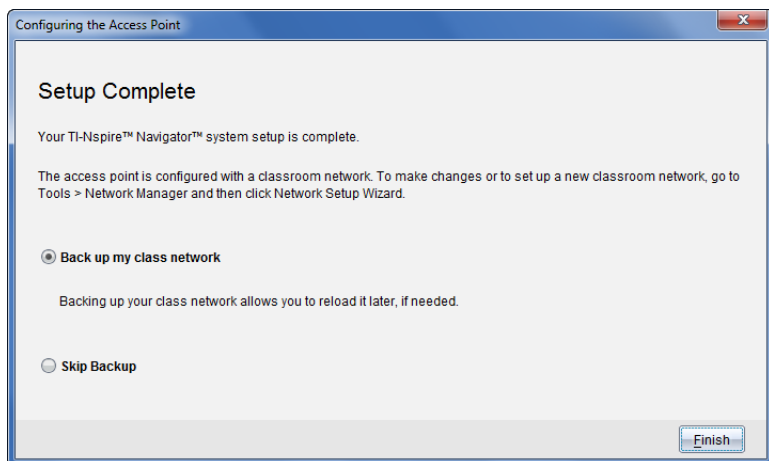 Configuring the Access Point
X
Setup Complete
Your TI-Nspire™ Navigator™ system setup is complete.
The access point is configured with a classroom network. To make changes or to set up a new classroom network, go to
Tools > Network Manager and then click Network Setup Wizard.
Back up my class network
Backing up your class network allows you to reload it later, if needed.
Skip Backup
Finish